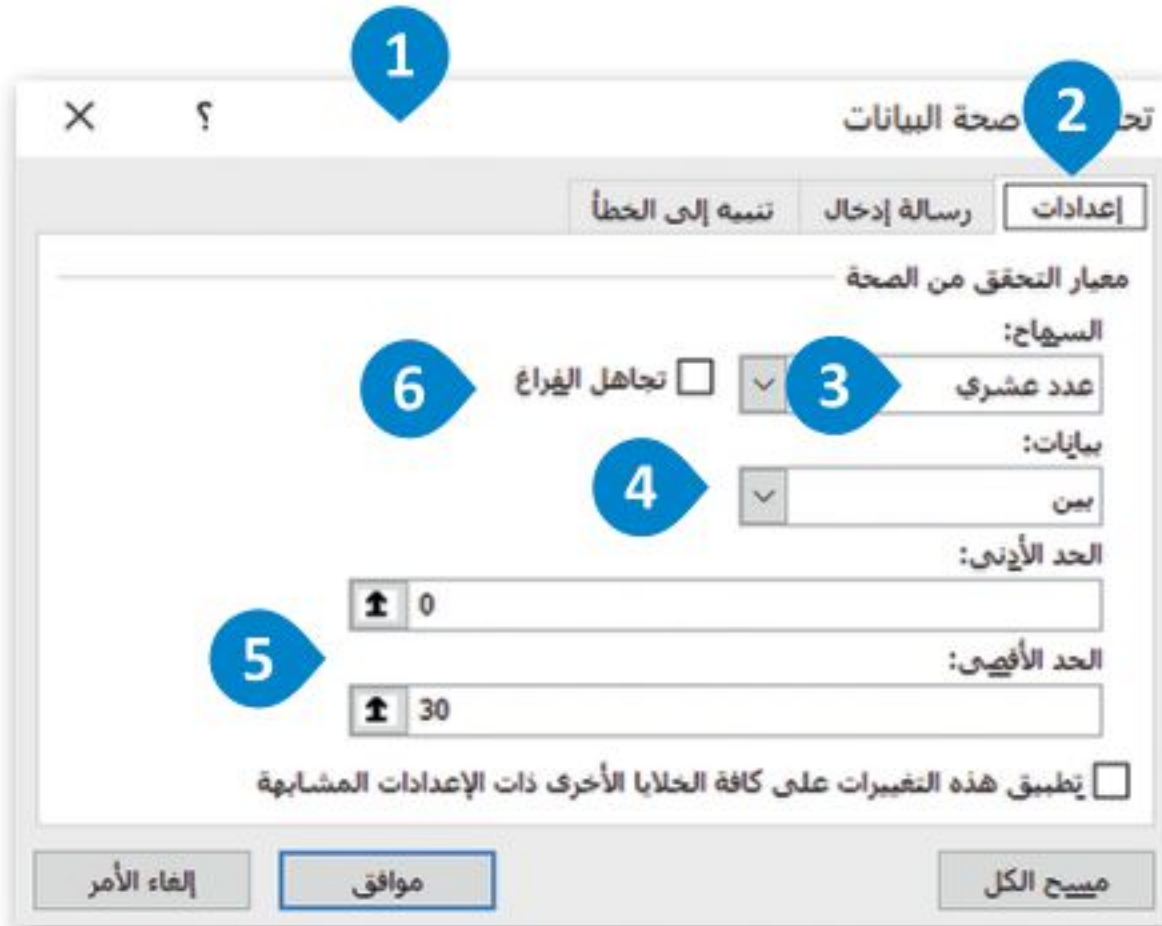 1
2
تحـ صحة البيانات ؟ ×
إعدادات رسالة إدخال تنبيه إلى الخطأ
معيار التحقق من الصحة
السماح:
عدد عشري 3 تجاهل الفراغ 6
بيانات:
بين 4
الحد الأدنى:
0
5
الحد الأقصى:
30
تطبيق هذه التغييرات على كافة الخلايا الأخرى ذات الإعدادات المشابهة
مسح الكل موافق إلغاء الأمر